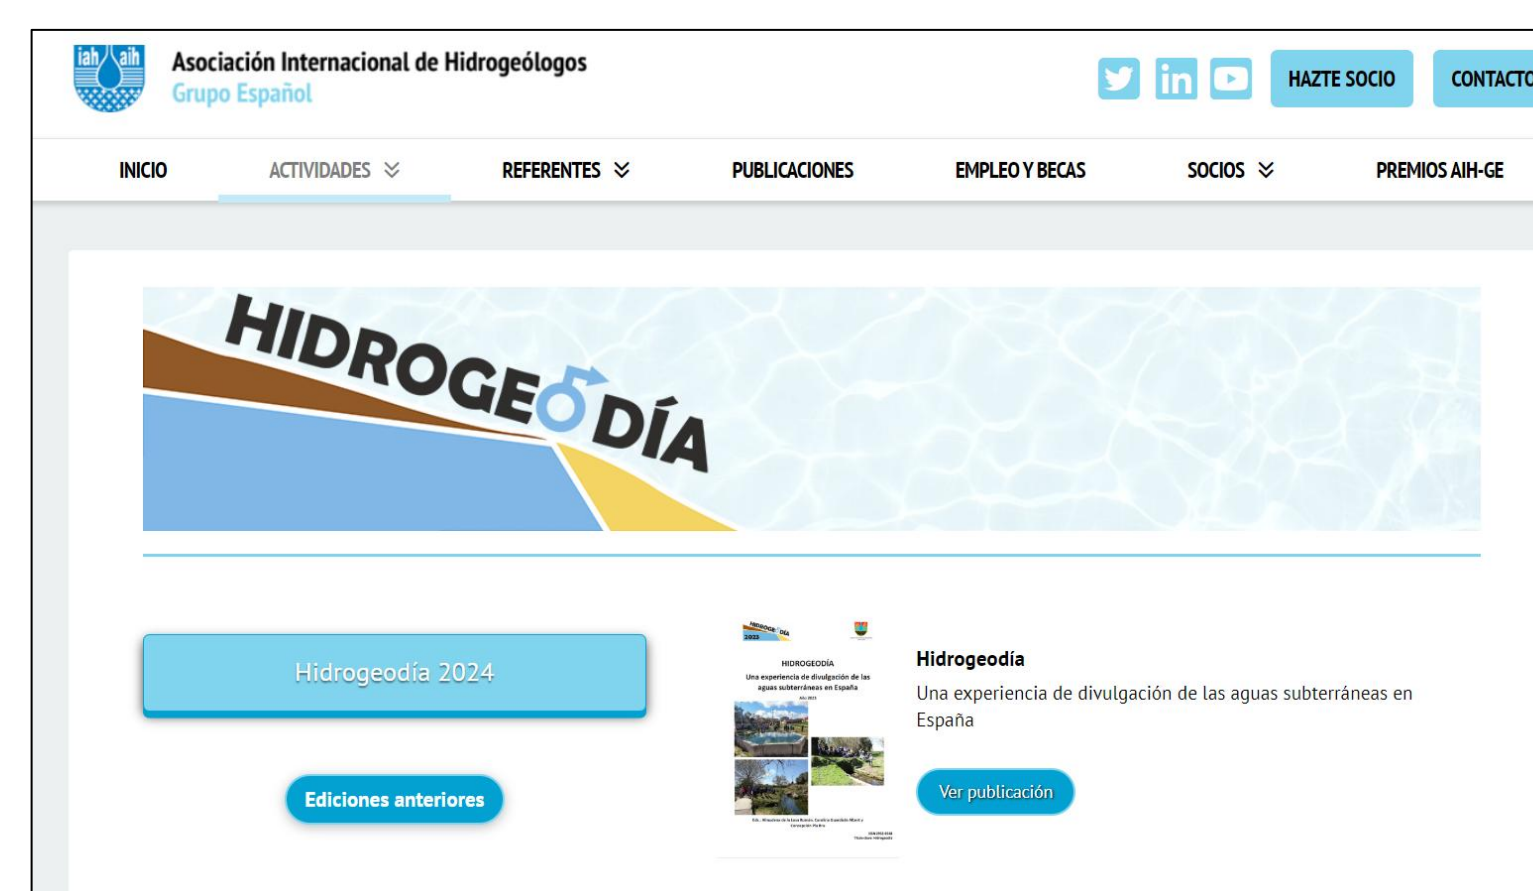 iah aih
Asociación Internacional de Hidrogeólogos
Grupo Español
in
HAZTE SOCIO
CONTACTO
INICIO
ACTIVIDADES
REFERENTES
PUBLICACIONES
EMPLEO Y BECAS
SOCIOS
PREMIOS AIH-GE
HIDROGEODÍA
Hidrogeodía 2024
Ediciones anteriores
HIDROGEODÍA
HIDROGEODÍA
Una experiencia de divulgación de las
aguas subterráneas en España
Hidrogeodía
Una experiencia de divulgación de las aguas subterráneas en
España
Ver publicación